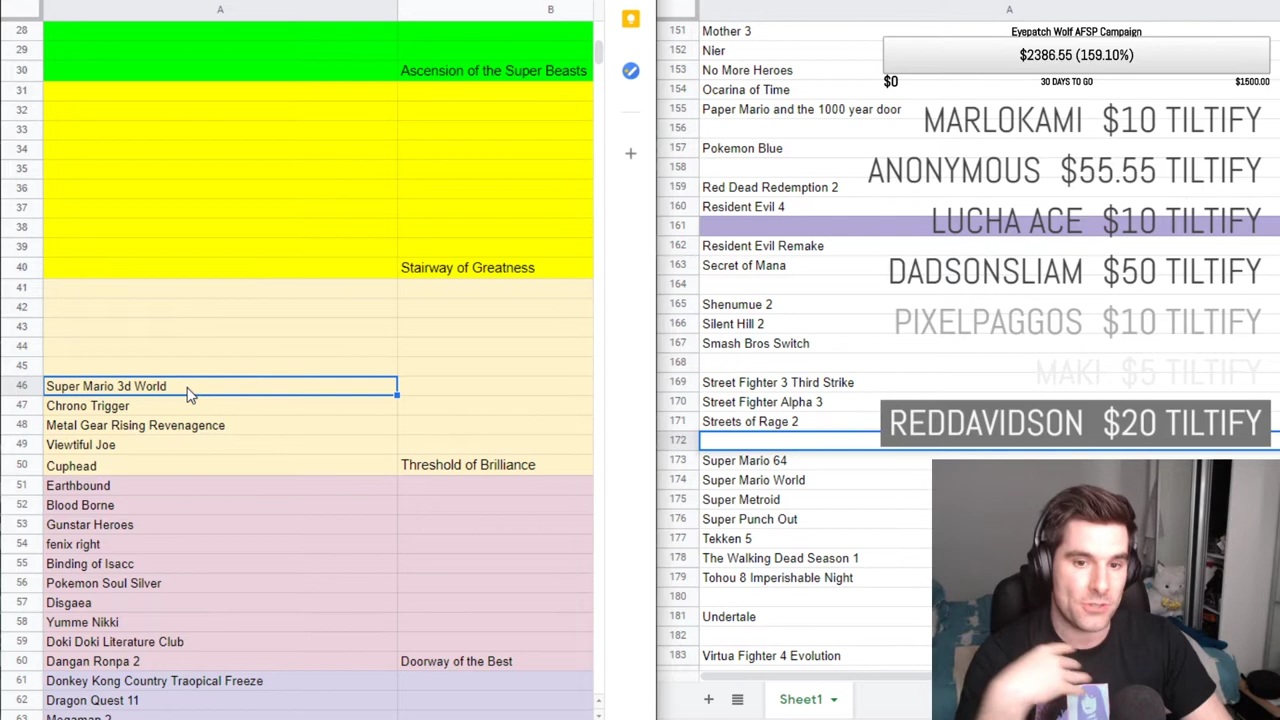 A
B
28
29
30 Ascension of the Super Beasts
31
32
33
34
35
36
37
38
39
40 Stairway of Greatness
41
42
43
44
45
46 Super Mario 3d World
47 Chrono Trigger
48 Metal Gear Rising Revenagence
49 Viewtiful Joe
50 Cuphead Threshold of Brilliance
51 Earthbound
52 Blood Borne
53 Gunstar Heroes
54 fenix right
55 Binding of Isacc
56 Pokemon Soul Silver
57 Disgaea
58 Yumme Nikki
59 Doki Doki Literature Club
60 Dangan Ronpa 2 Doorway of the Best
61 Donkey Kong Country Traopical Freeze
62 Dragon Quest 11
63 Megaman 2
A
151 Mother 3
152 Nier
153 No More Heroes
154 Ocarina of Time
155 Paper Mario and the 1000 year door
156
157 Pokemon Blue
158
159 Red Dead Redemption 2
160 Resident Evil 4
161
162 Resident Evil Remake
163 Secret of Mana
164
165 Shenumue 2
166 Silent Hill 2
167 Smash Bros Switch
168
169 Street Fighter 3 Third Strike
170 Street Fighter Alpha 3
171 Streets of Rage 2
172
173 Super Mario 64
174 Super Mario World
175 Super Metroid
176 Super Punch Out
177 Tekken 5
178 The Walking Dead Season 1
179 Tohou 8 Imperishable Night
180
181 Undertale
182
183 Virtua Fighter 4 Evolution
Sheet1
Eyepatch Wolf AFSP Campaign
$2386.55 (159.10%)
$0 30 DAYS TO GO $1500.00
MARLOKAMI $10 TILTIFY
ANONYMOUS $55.55 TILTIFY
LUCHA ACE $10 TILTIFY
DADSONSLIAM $50 TILTIFY
PIXELPAGGOS $10 TILTIFY
MAKI $5 TILTIFY
REDDAVIDSON $20 TILTIFY